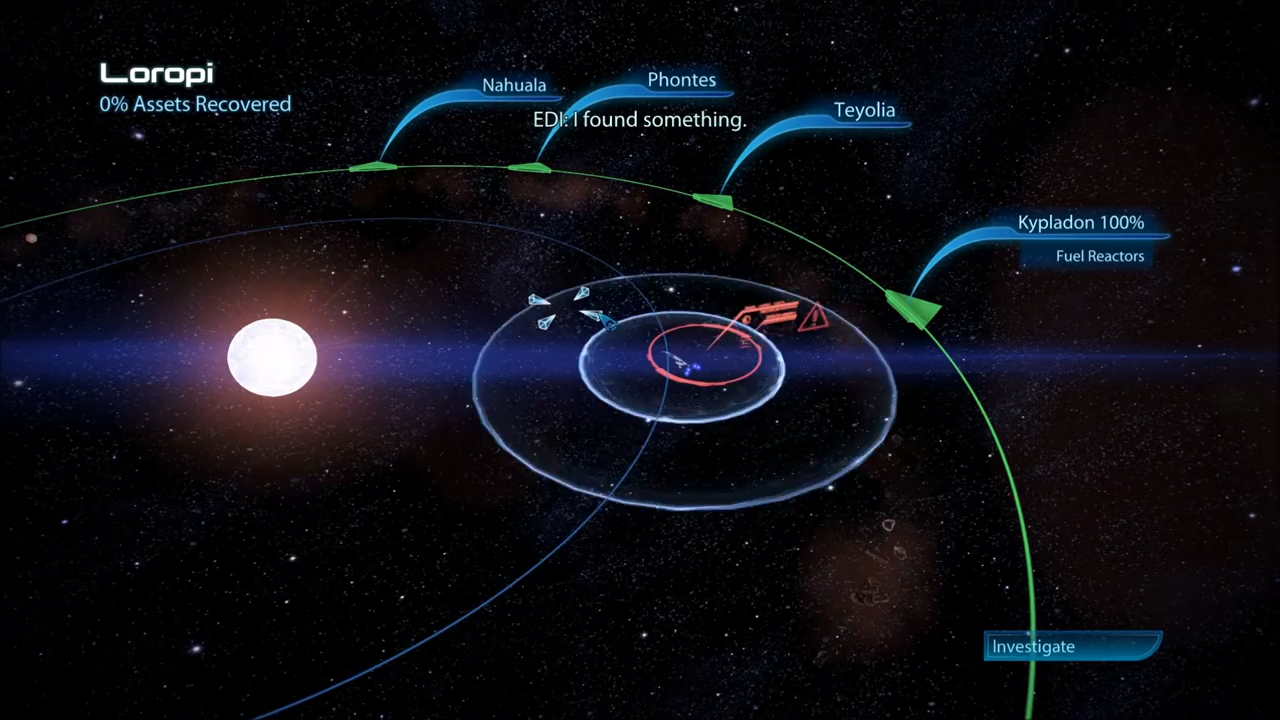 Loropi
0% Assets Recovered
Nahuala
Phontes
EDI: I found something.
Teyolia
Kypladon 100%
Fuel Reactors
Investigate